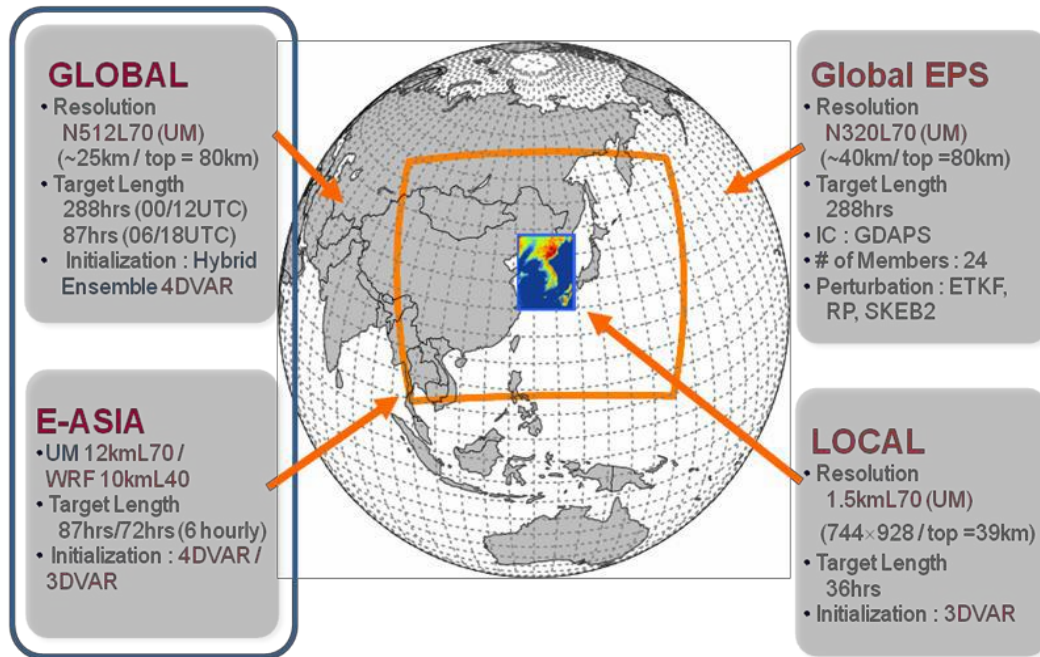 GLOBAL
• Resolution
N512L70 (UM)
(~25km / top = 80km)
• Target Length
288hrs (00/12UTC)
87hrs (06/18UTC)
• Initialization : Hybrid
Ensemble 4DVAR
E-ASIA
•UM 12kmL70 /
WRF 10kmL40
• Target Length
87hrs/72hrs (6 hourly)
• Initialization : 4DVAR /
3DVAR
Global EPS
• Resolution
N320L70 (UM)
(~40km/ top =80km)
• Target Length
288hrs
• IC : GDAPS
• # of Members : 24
• Perturbation : ETKF,
RP, SKEB2
LOCAL
• Resolution
1.5kmL70 (UM)
(744×928 / top =39km)
• Target Length
36hrs
• Initialization : 3DVAR